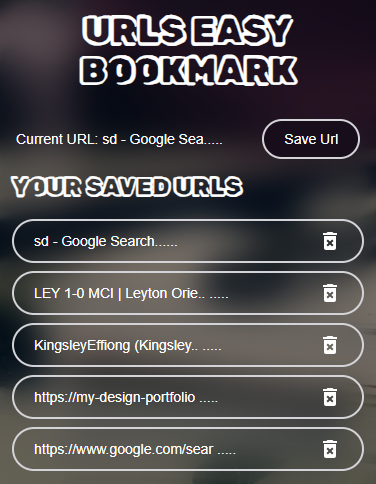 URLS EASY
BOOKMARK
Current URL: sd - Google Sea.....
Save Url
YOUR SAVED URLS
sd - Google Search......
LEY 1-0 MCI | Leyton Orie.. .....
KingsleyEffiong (Kingsley.. .....
https://my-design-portfolio .....
https://www.google.com/sear .....